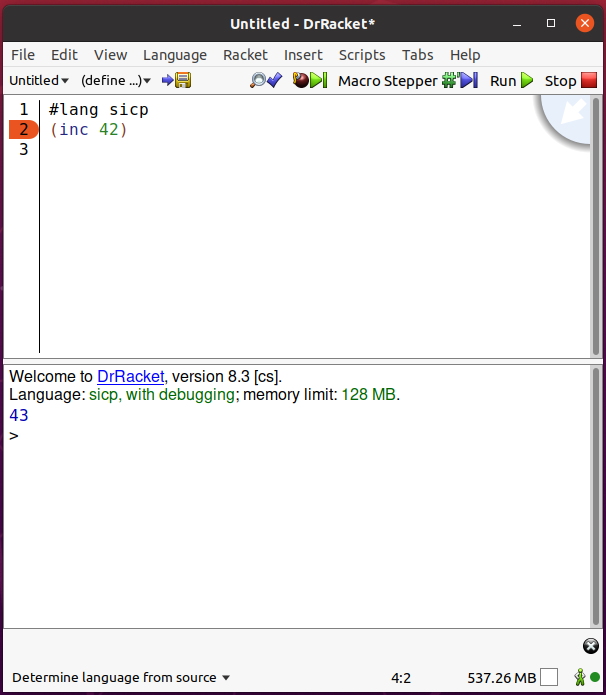 Untitled - DrRacket*
File Edit View Language Racket Insert Scripts Tabs Help
Untitled (define ...) Macro Stepper Run Stop
1 #lang sicp
2 (inc 42)
3
Welcome to DrRacket, version 8.3 [cs].
Language: sicp, with debugging; memory limit: 128 MB.
43
>
Determine language from source 4:2 537.26 MB